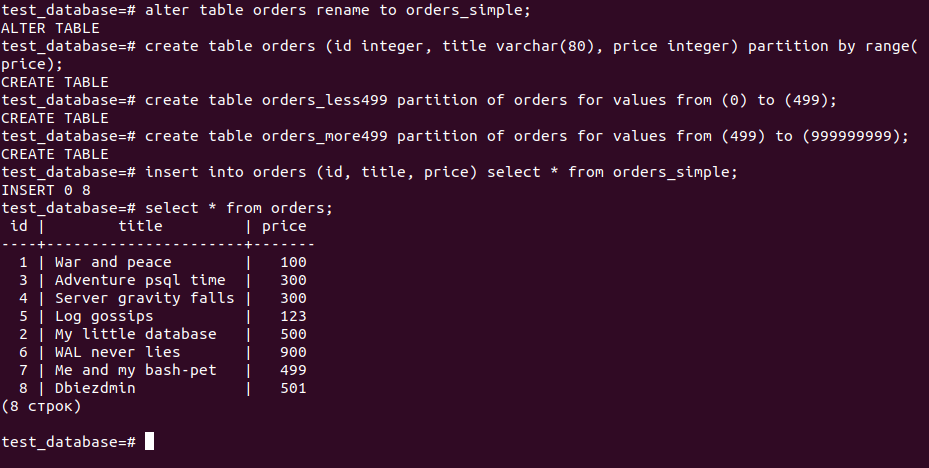 test_database=# alter table orders rename to orders_simple;
ALTER TABLE
test_database=# create table orders (id integer, title varchar(80), price integer) partition by range(
price);
CREATE TABLE
test_database=# create table orders_less499 partition of orders for values from (0) to (499);
CREATE TABLE
test_database=# create table orders_more499 partition of orders for values from (499) to (999999999);
CREATE TABLE
test_database=# insert into orders (id, title, price) select * from orders_simple;
INSERT 0 8
test_database=# select * from orders;
 id |        title         | price
----+----------------------+-------
  1 | War and peace        |   100
  3 | Adventure psql time  |   300
  4 | Server gravity falls |   300
  5 | Log gossips          |   123
  2 | My little database   |   500
  6 | WAL never lies       |   900
  7 | Me and my bash-pet   |   499
  8 | Dbiezdmin            |   501
(8 строк)

test_database=#